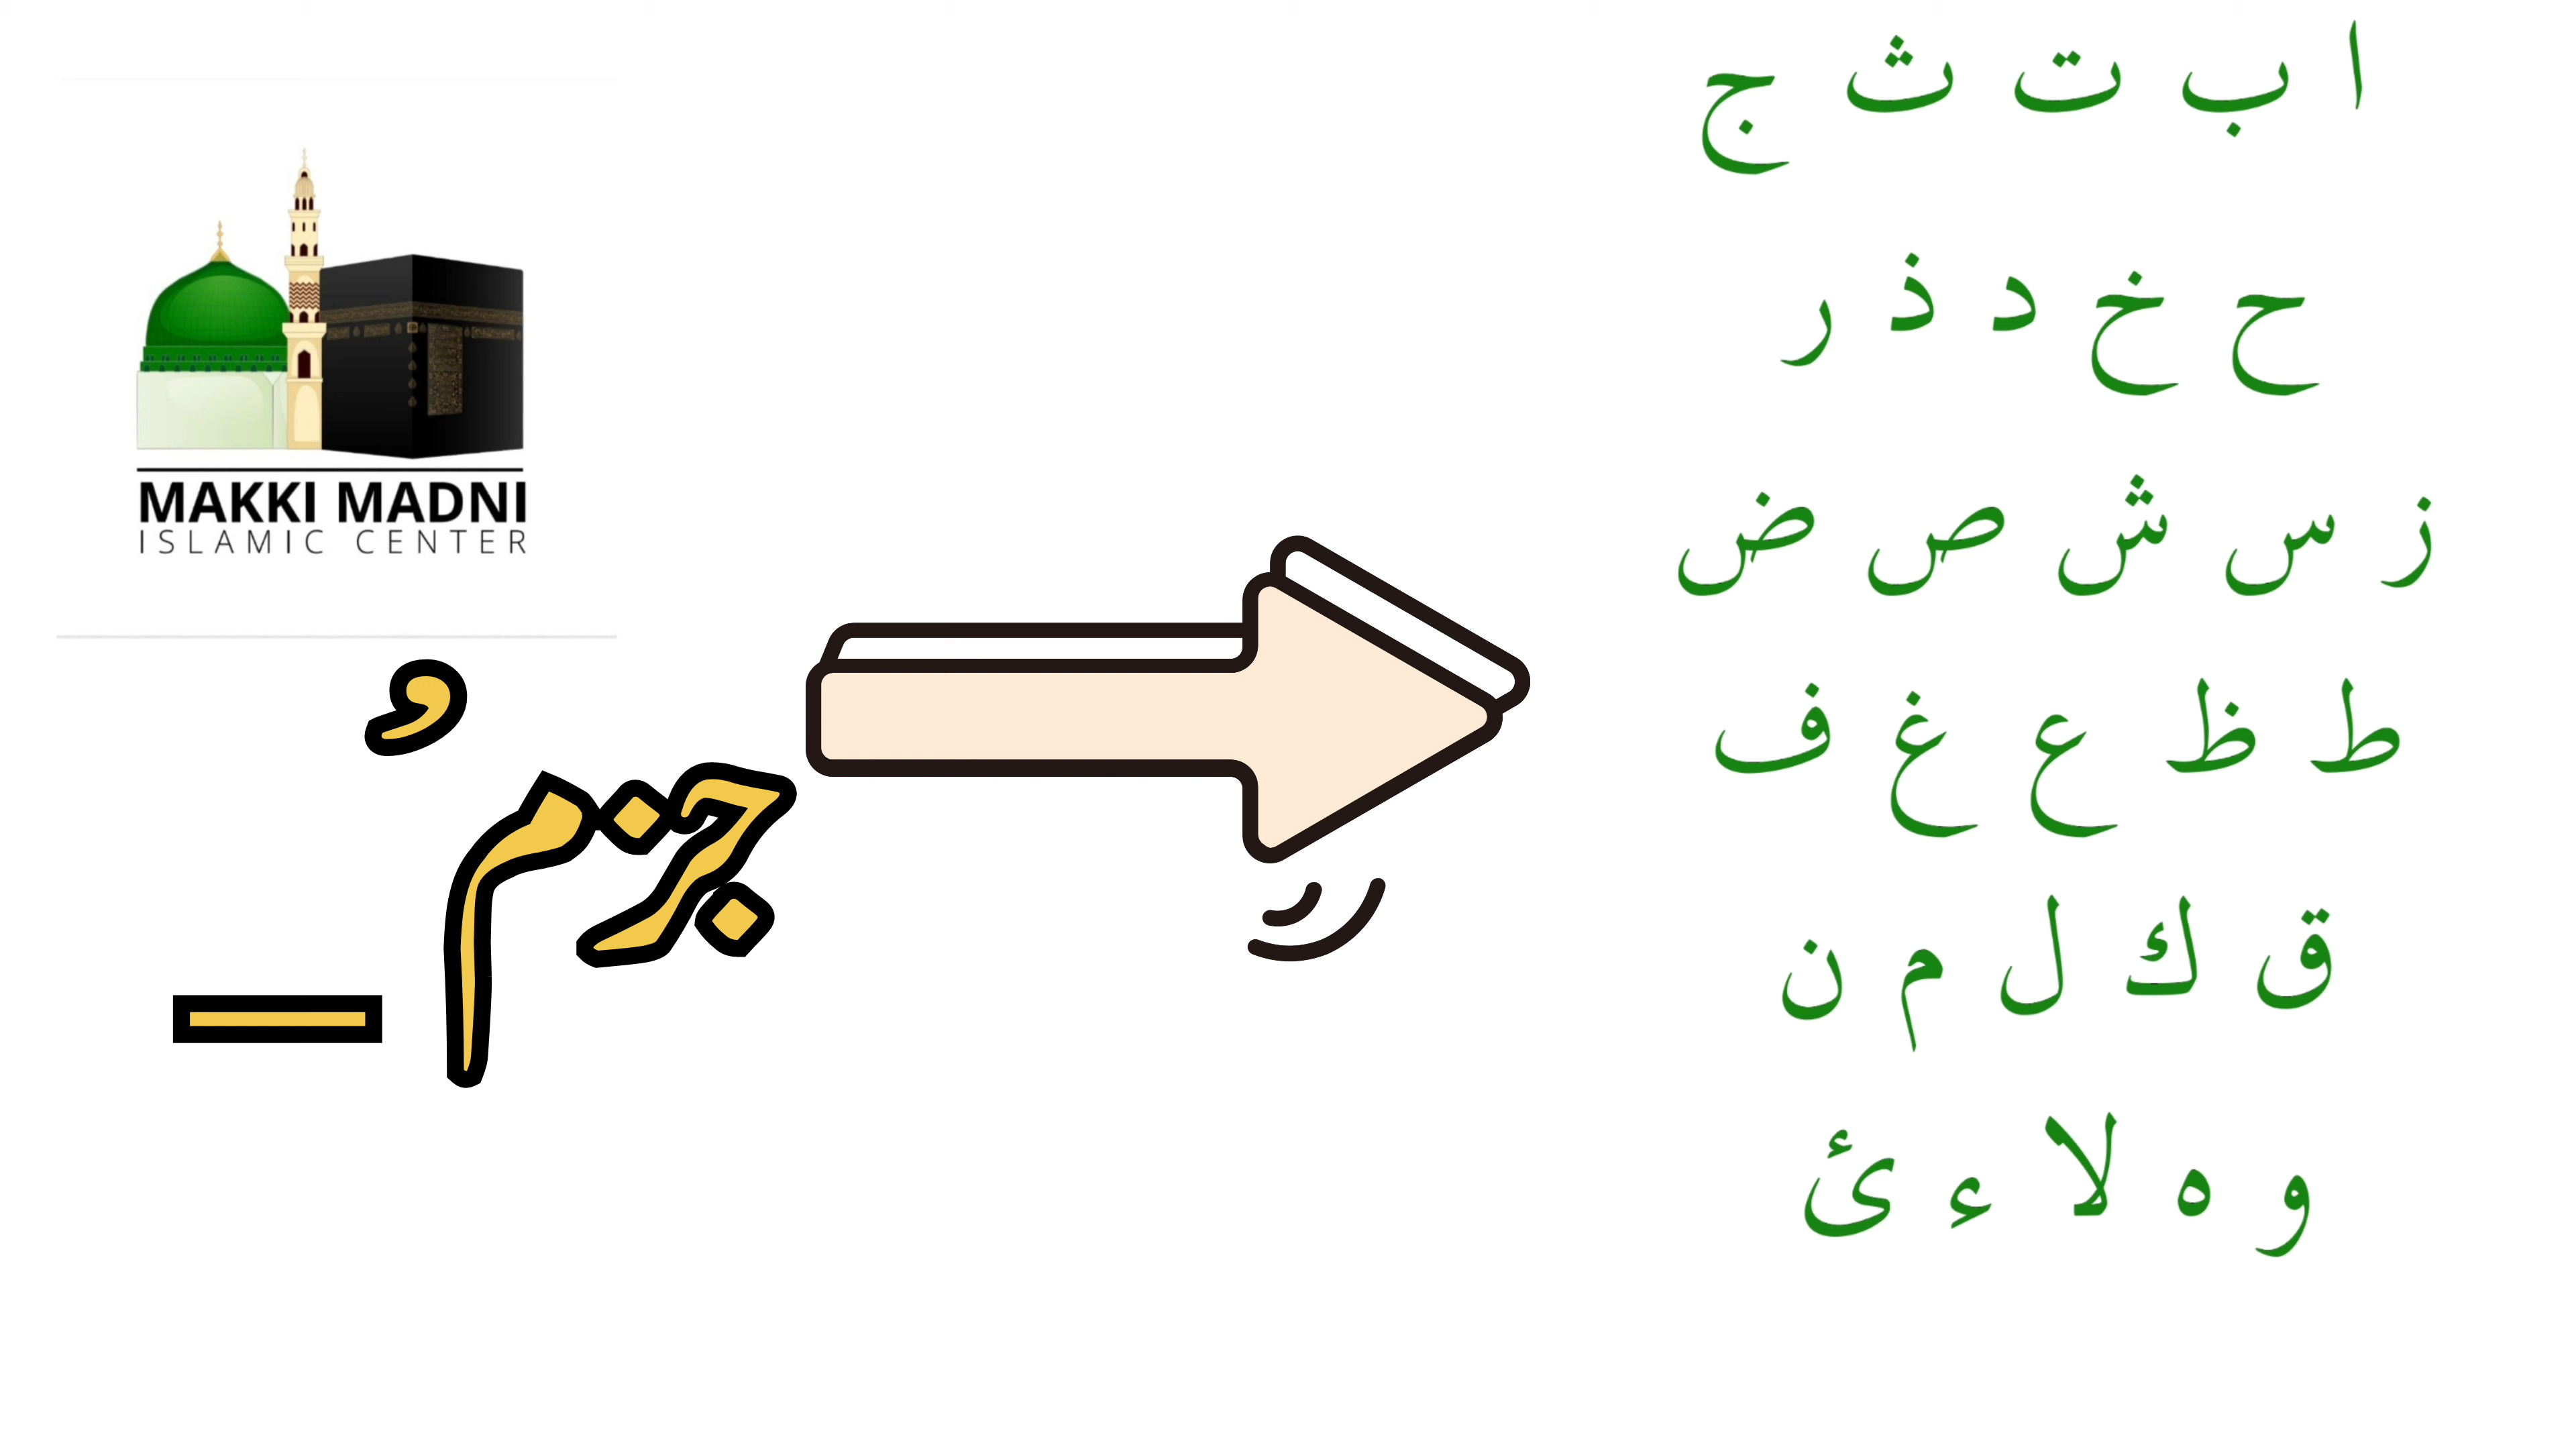 MAKKI MADNI
ISLAMIC CENTER
جزم
ا ب ت ث ج
ح خ د ذ ر
ز س ش ص ض
ط ظ ع غ ف
ق ك ل م ن
و ه لا ء ئ